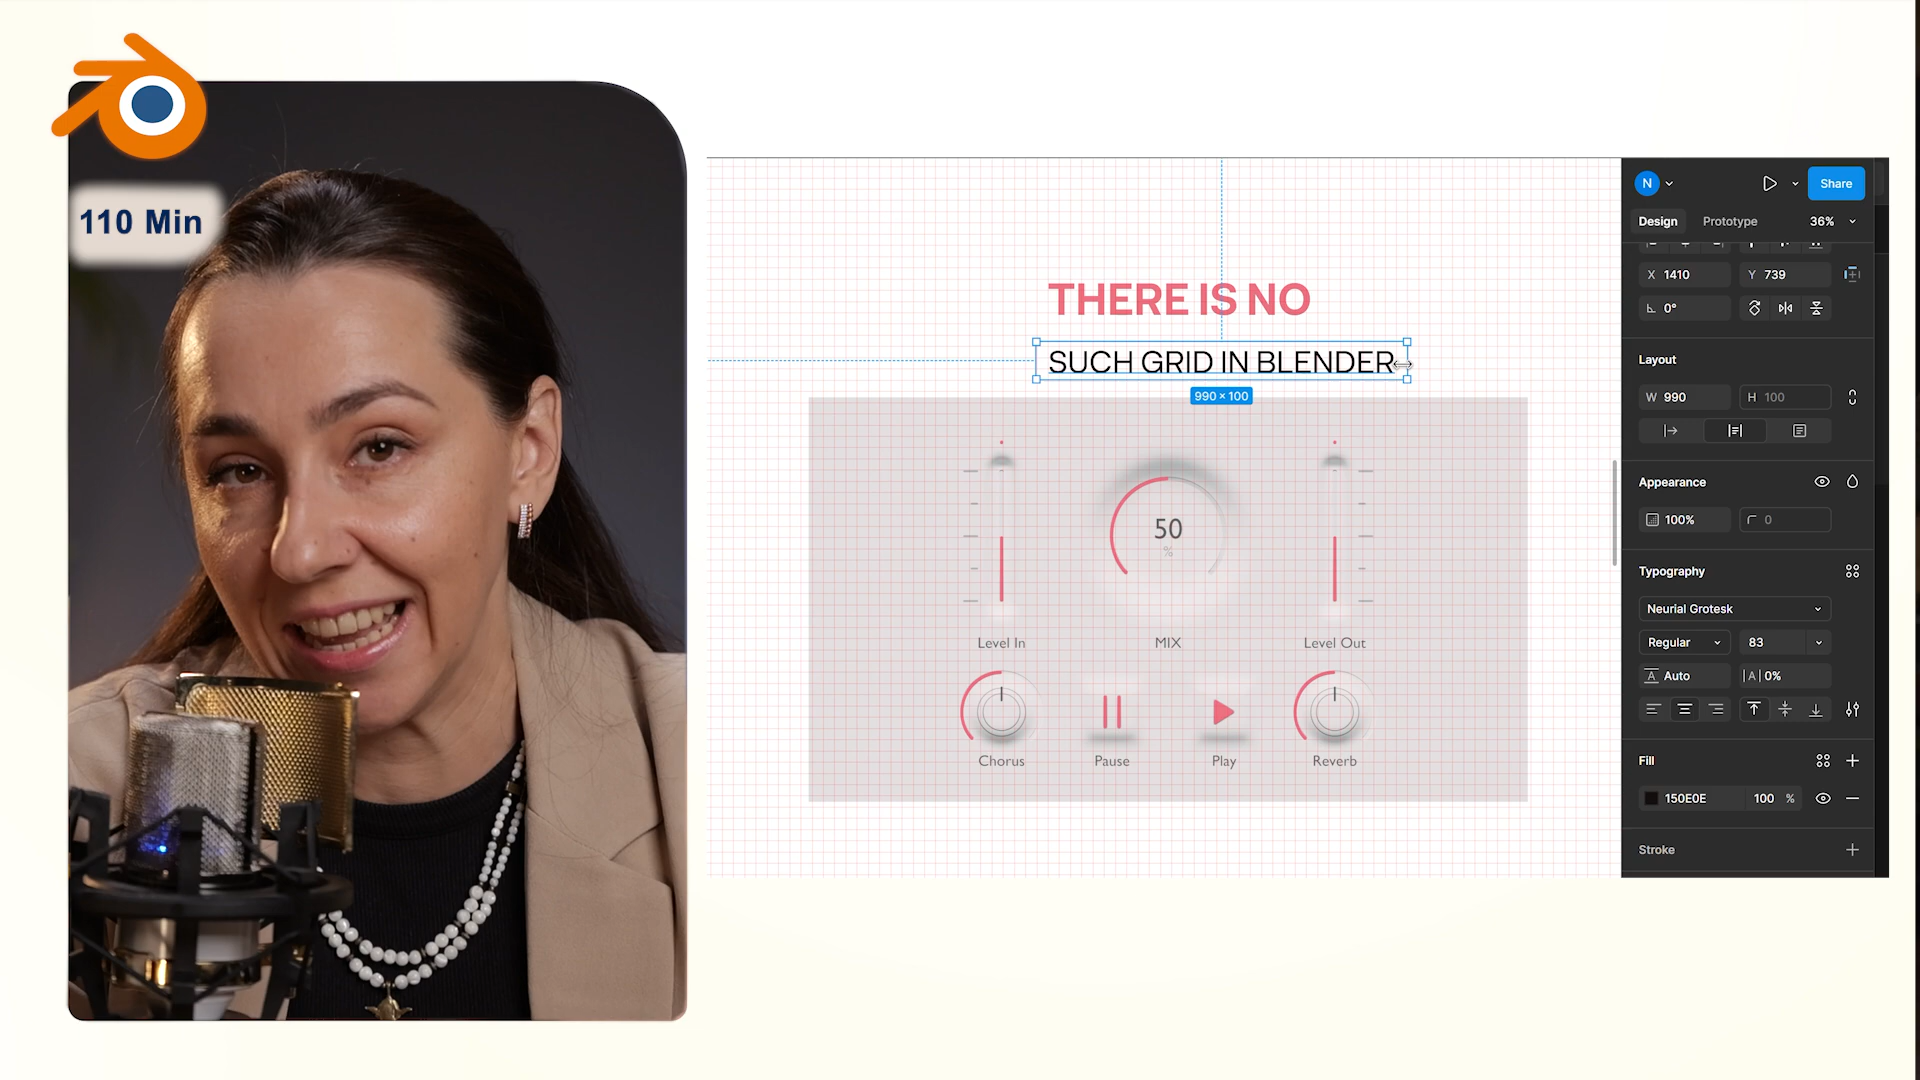 110 Min
THERE IS NO
SUCH GRID IN BLENDER
990 × 100
50
%
Level In
MIX
Level Out
Chorus
Pause
Play
Reverb
N
Share
Design
Prototype
36%
X 1410
Y 739
0°
Layout
W 990
H 100
Appearance
100%
0
Typography
Neurial Grotesk
Regular
83
A Auto
|A| 0%
Fill
150E0E
100 %
Stroke